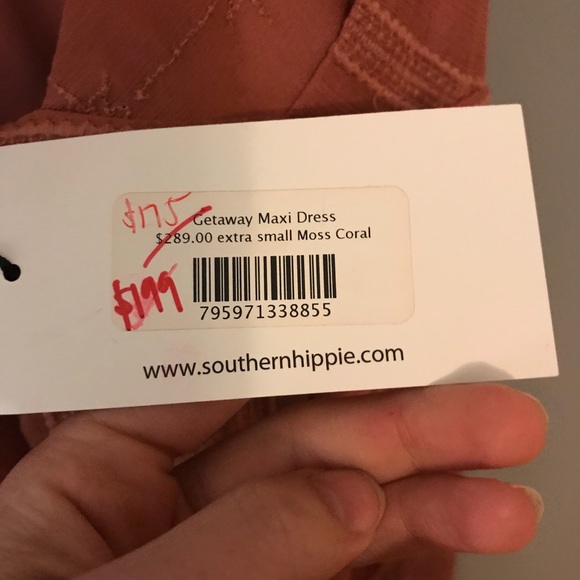 $175
Getaway Maxi Dress
$289.00 extra small Moss Coral
$199
795971338855
www.southernhippie.com